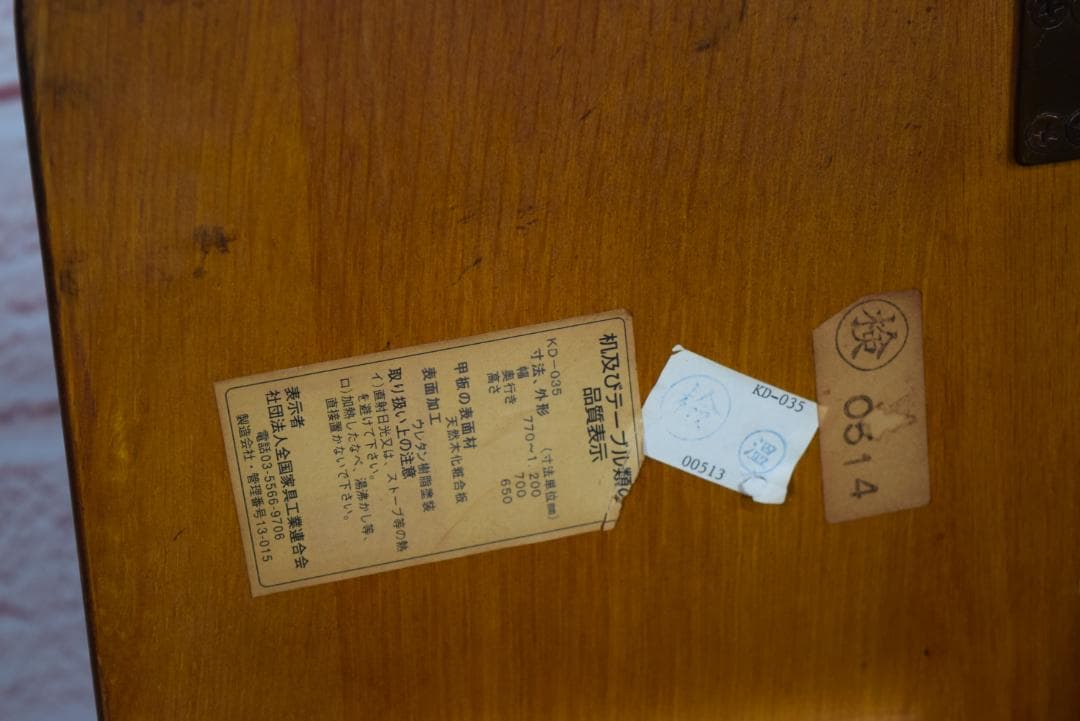 机及びテーブル類の
品質表示
KD-035
寸法、外形 (寸法単位㎜)
幅 770〜1,200
奥行き 700
高さ 650
甲板の表面材
天然木化粧合板
表面加工
ウレタン樹脂塗装
取り扱い上の注意
イ)直射日光又は、ストーブ等の熱
を避けて下さい。
ロ)加熱したなべ、湯沸かし等、
直接置かないで下さい。
表示者
社団法人全国家具工業連合会
電話03-5566-9706
製造会社・管理番号13-015
KD-035
00513
検
0814